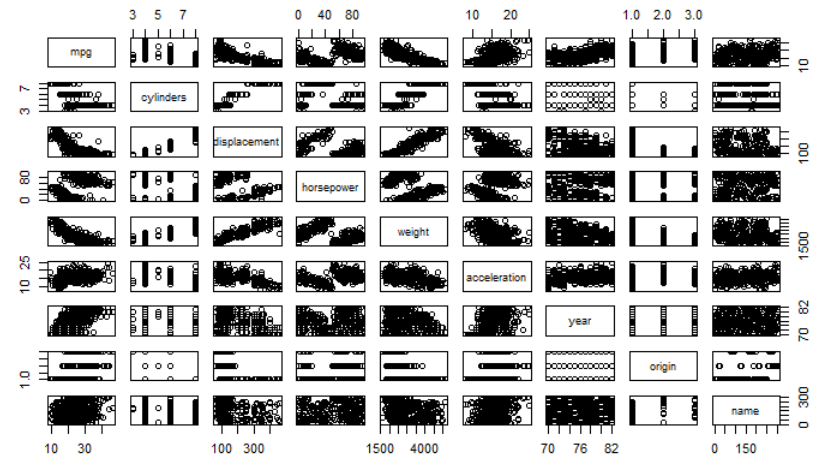 3 5 7
0 40 80
10 20
1.0 2.0 3.0
mpg
10
3 7
cylinders
displacement
100
0 80
horsepower
weight
1500
10 25
acceleration
year
70 82
1.0
origin
name
0 300
10 30
100 300
1500 4000
70 76 82
0 150